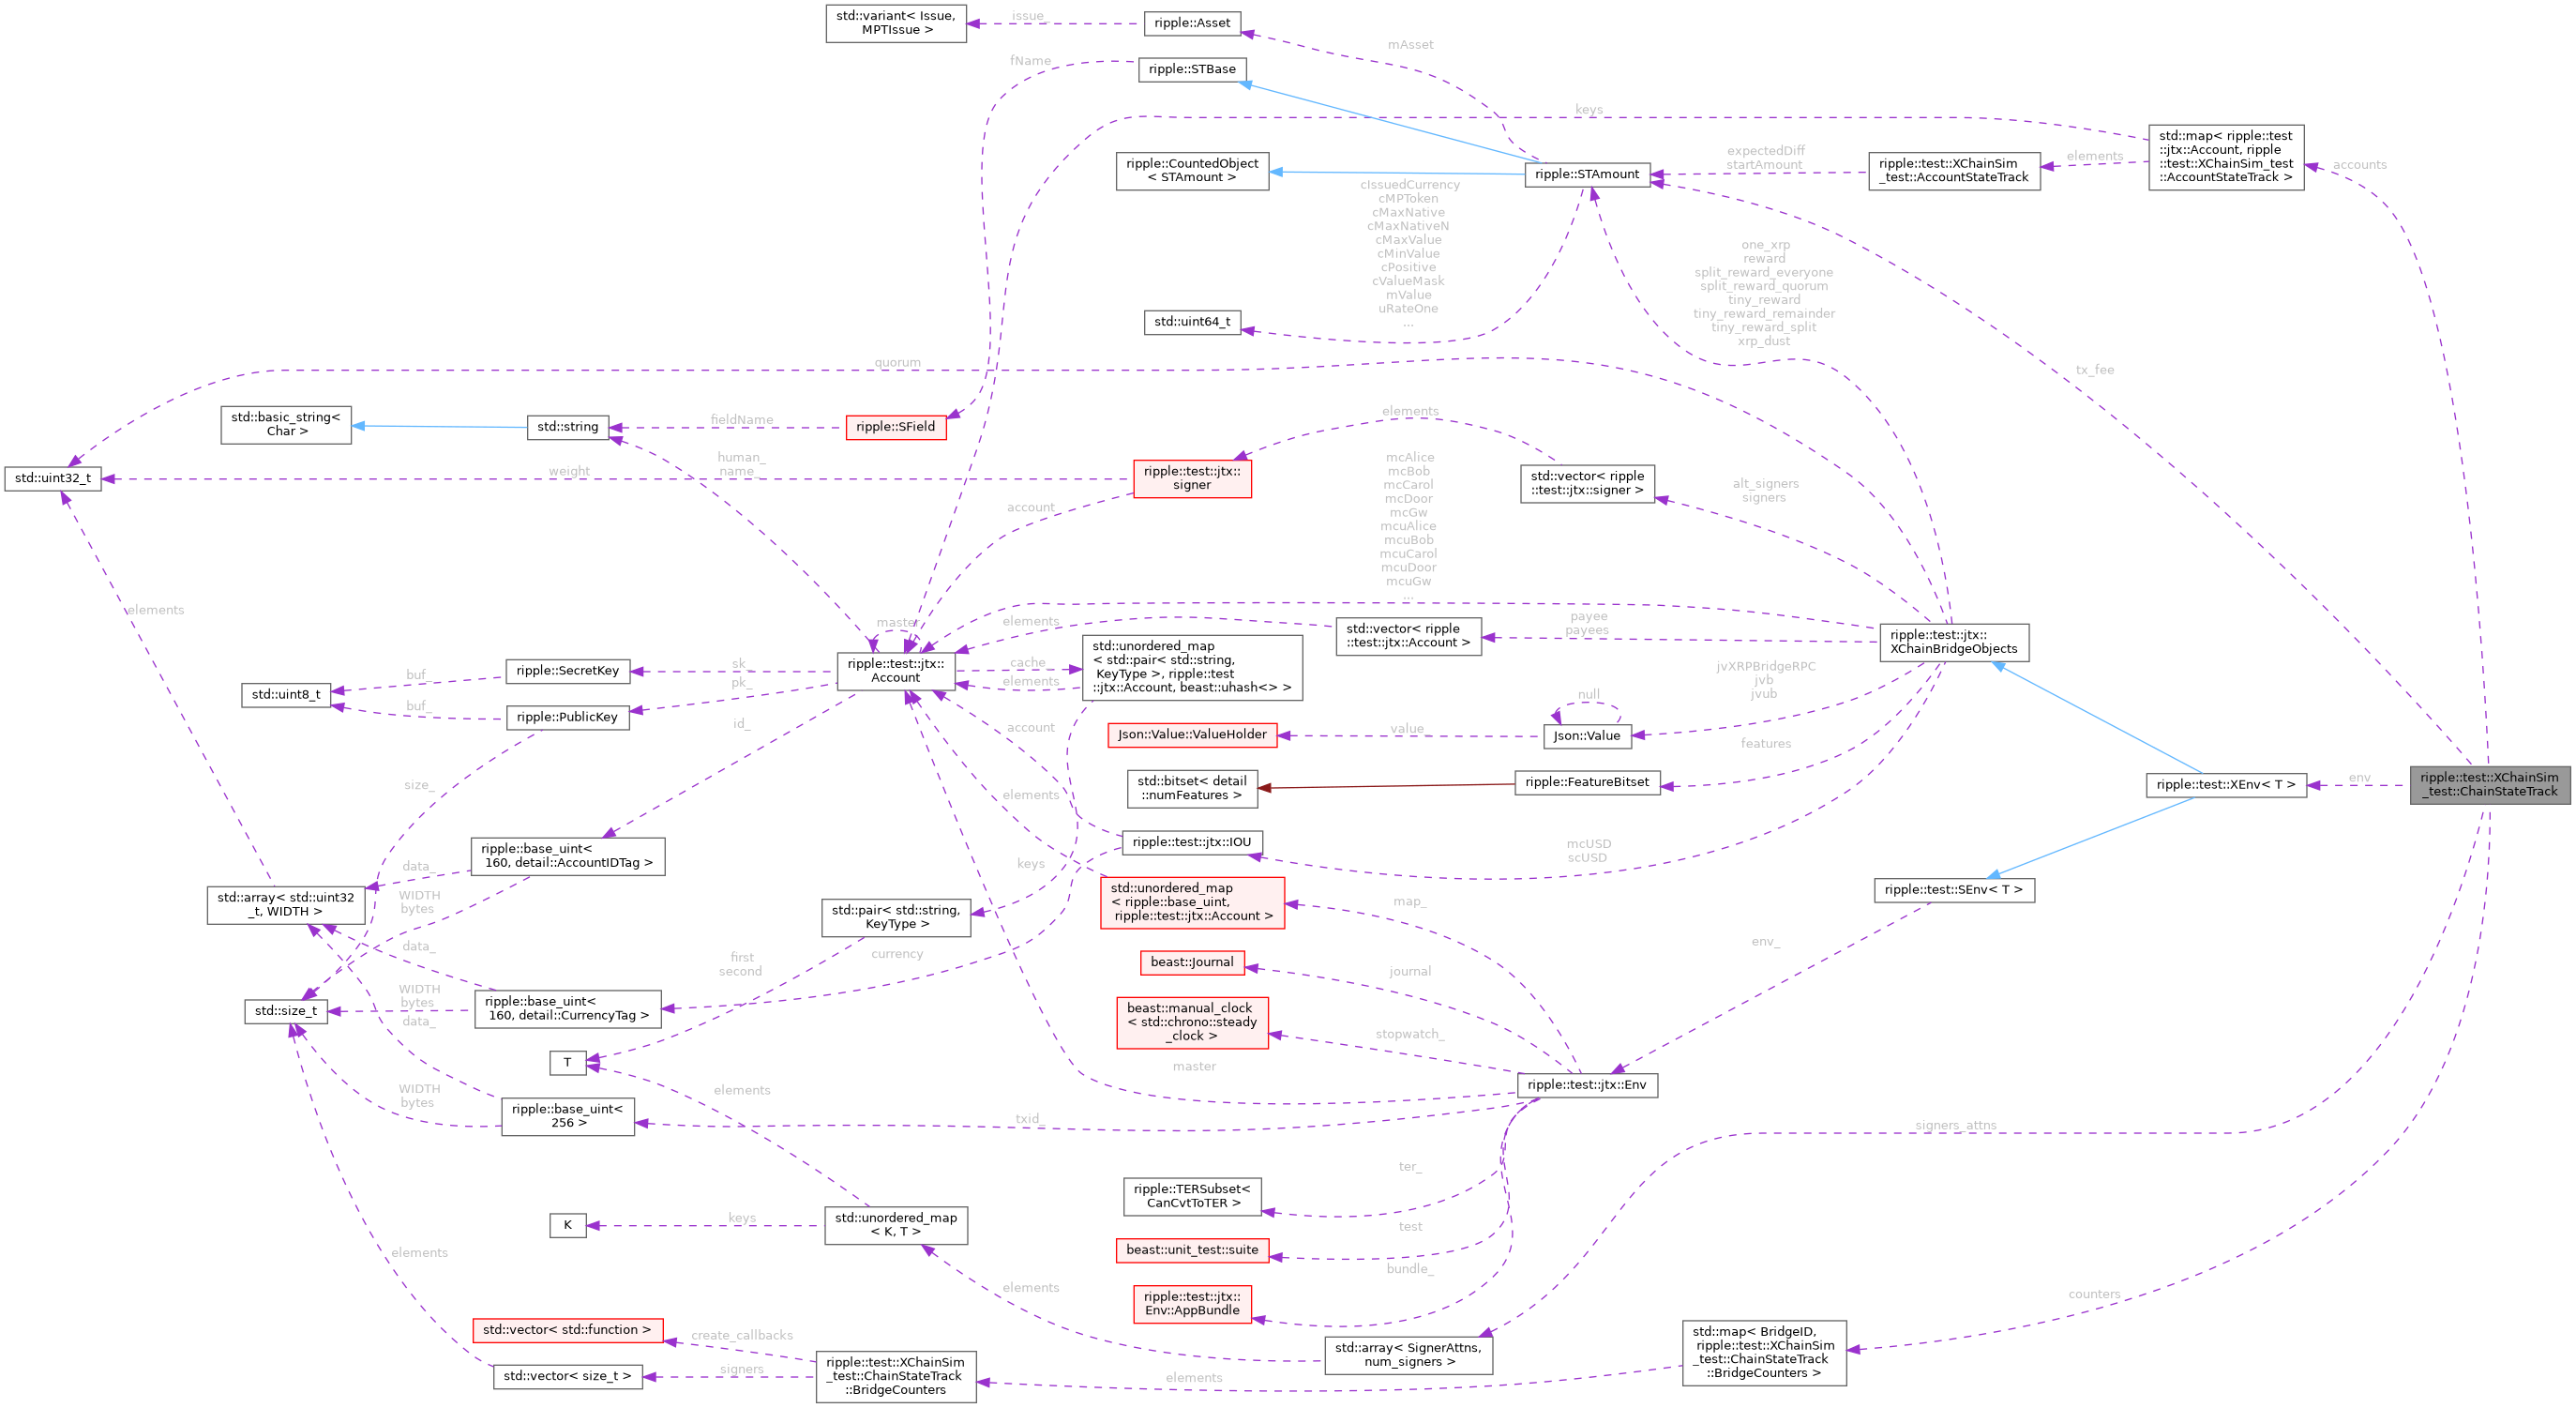 std::variant< Issue,
MPTIssue >
issue_
ripple::Asset
mAsset
fName
ripple::STBase
keys
ripple::CountedObject
< STAmount >
ripple::STAmount
expectedDiff
startAmount
ripple::test::XChainSim
_test::AccountStateTrack
elements
std::map< ripple::test
::jtx::Account, ripple
::test::XChainSim_test
::AccountStateTrack >
accounts
cIssuedCurrency
cMPToken
cMaxNative
cMaxNativeN
cMaxValue
cMinValue
cPositive
cValueMask
mValue
uRateOne
...
std::uint64_t
one_xrp
reward
split_reward_everyone
split_reward_quorum
tiny_reward
tiny_reward_remainder
tiny_reward_split
xrp_dust
tx_fee
quorum
std::basic_string<
Char >
std::string
fieldName
ripple::SField
elements
std::uint32_t
weight
human_
name_
ripple::test::jtx::
signer
account
mcAlice
mcBob
mcCarol
mcDoor
mcGw
mcuAlice
mcuBob
mcuCarol
mcuDoor
mcuGw
...
std::vector< ripple
::test::jtx::signer >
alt_signers
signers
elements
master
elements
std::vector< ripple
::test::jtx::Account >
payee
payees
ripple::test::jtx::
XChainBridgeObjects
ripple::test::jtx::
Account
cache_
elements
std::unordered_map
< std::pair< std::string,
KeyType >, ripple::test
::jtx::Account, beast::uhash<> >
std::uint8_t
buf_
buf_
ripple::SecretKey
ripple::PublicKey
sk_
pk_
id_
account
jvXRPBridgeRPC
jvb
jvub
null
Json::Value::ValueHolder
value_
Json::Value
features
std::bitset< detail
::numFeatures >
ripple::FeatureBitset
ripple::test::XEnv< T >
env
ripple::test::XChainSim
_test::ChainStateTrack
size_
elements
ripple::test::jtx::IOU
mcUSD
scUSD
ripple::base_uint<
160, detail::AccountIDTag >
data_
WIDTH
bytes
keys
std::array< std::uint32
_t, WIDTH >
std::pair< std::string,
KeyType >
std::unordered_map
< ripple::base_uint,
ripple::test::jtx::Account >
map_
ripple::test::SEnv< T >
env_
data_
first
second
currency
beast::Journal
journal
std::size_t
WIDTH
bytes
data_
ripple::base_uint<
160, detail::CurrencyTag >
beast::manual_clock
< std::chrono::steady
_clock >
stopwatch_
T
master
ripple::test::jtx::Env
WIDTH
bytes
ripple::base_uint<
256 >
elements
txid_
signers_attns
ter_
ripple::TERSubset<
CanCvtToTER >
K
keys
std::unordered_map
< K, T >
test
beast::unit_test::suite
elements
bundle_
elements
ripple::test::jtx::
Env::AppBundle
counters
std::vector< std::function >
create_callbacks
std::vector< size_t >
signers
ripple::test::XChainSim
_test::ChainStateTrack
::BridgeCounters
std::array< SignerAttns,
num_signers >
elements
std::map< BridgeID,
ripple::test::XChainSim
_test::ChainStateTrack
::BridgeCounters >